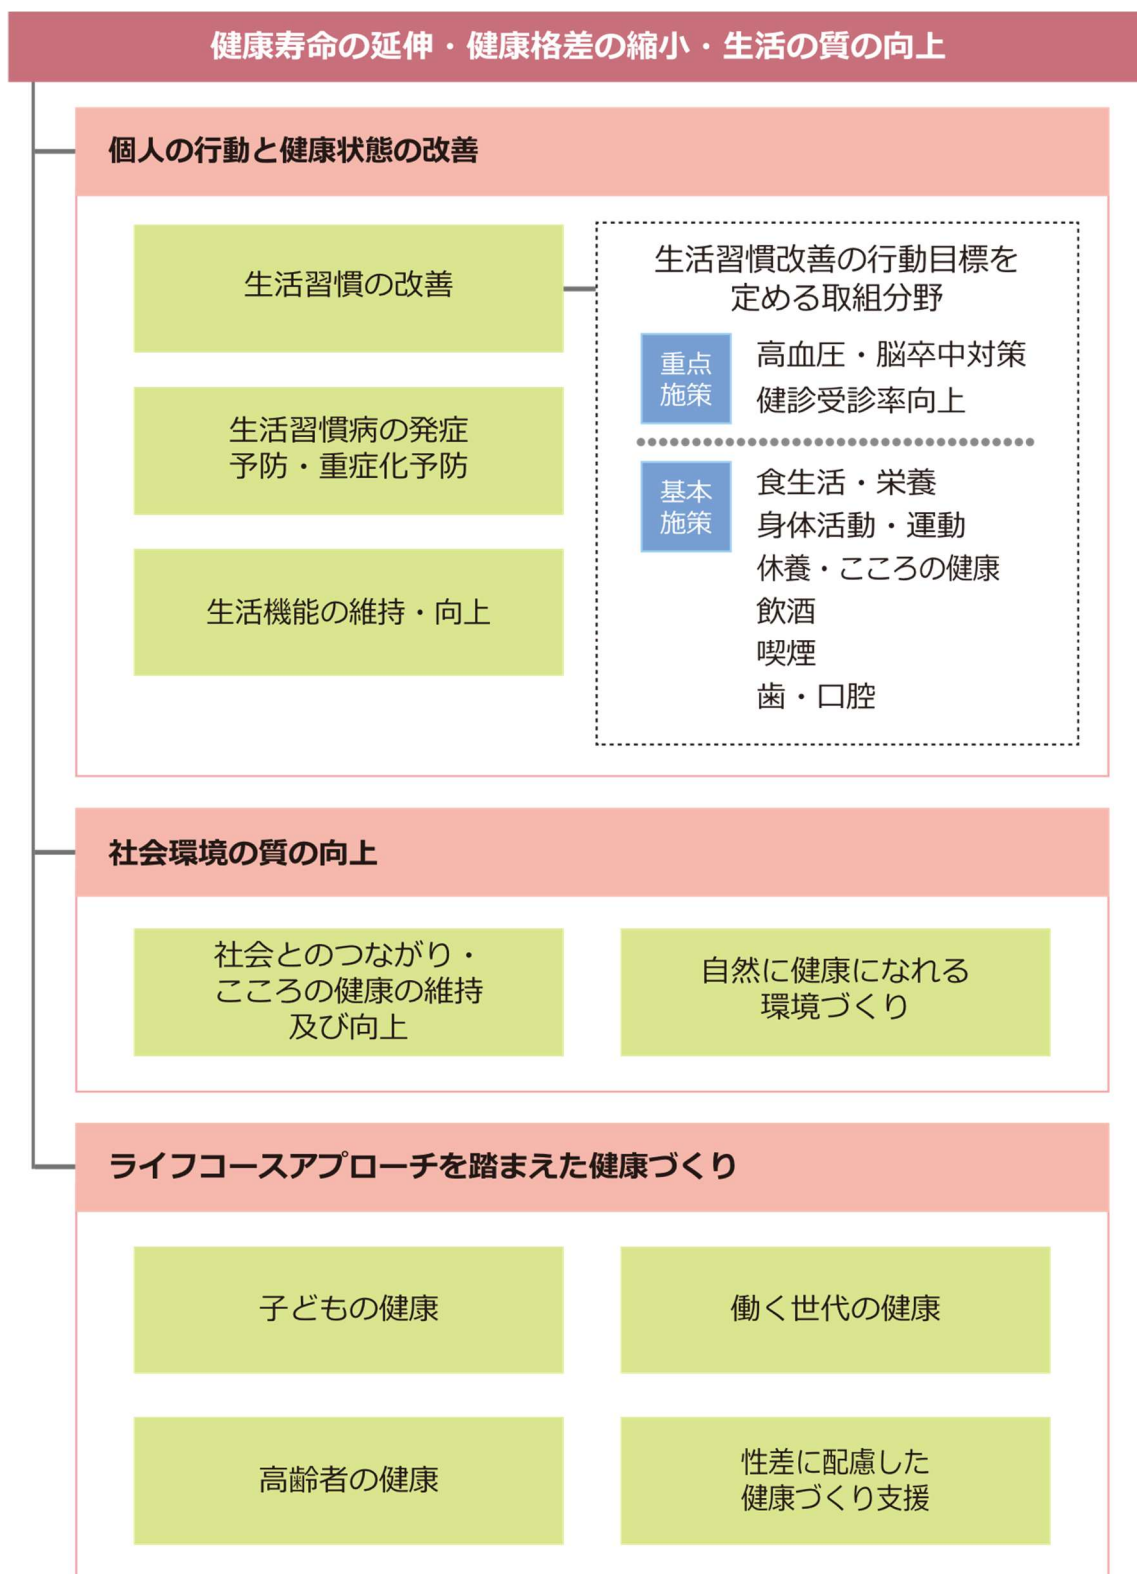 健康寿命の延伸・健康格差の縮小・生活の質の向上
個人の行動と健康状態の改善
生活習慣の改善
生活習慣病の発症
予防・重症化予防
生活機能の維持・向上
生活習慣改善の行動目標を
定める取組分野
重点
施策
高血圧・脳卒中対策
健診受診率向上
基本
施策
食生活・栄養
身体活動・運動
休養・こころの健康
飲酒
喫煙
歯・口腔
社会環境の質の向上
社会とのつながり・
こころの健康の維持
及び向上
自然に健康になれる
環境づくり
ライフコースアプローチを踏まえた健康づくり
子どもの健康
働く世代の健康
高齢者の健康
性差に配慮した
健康づくり支援